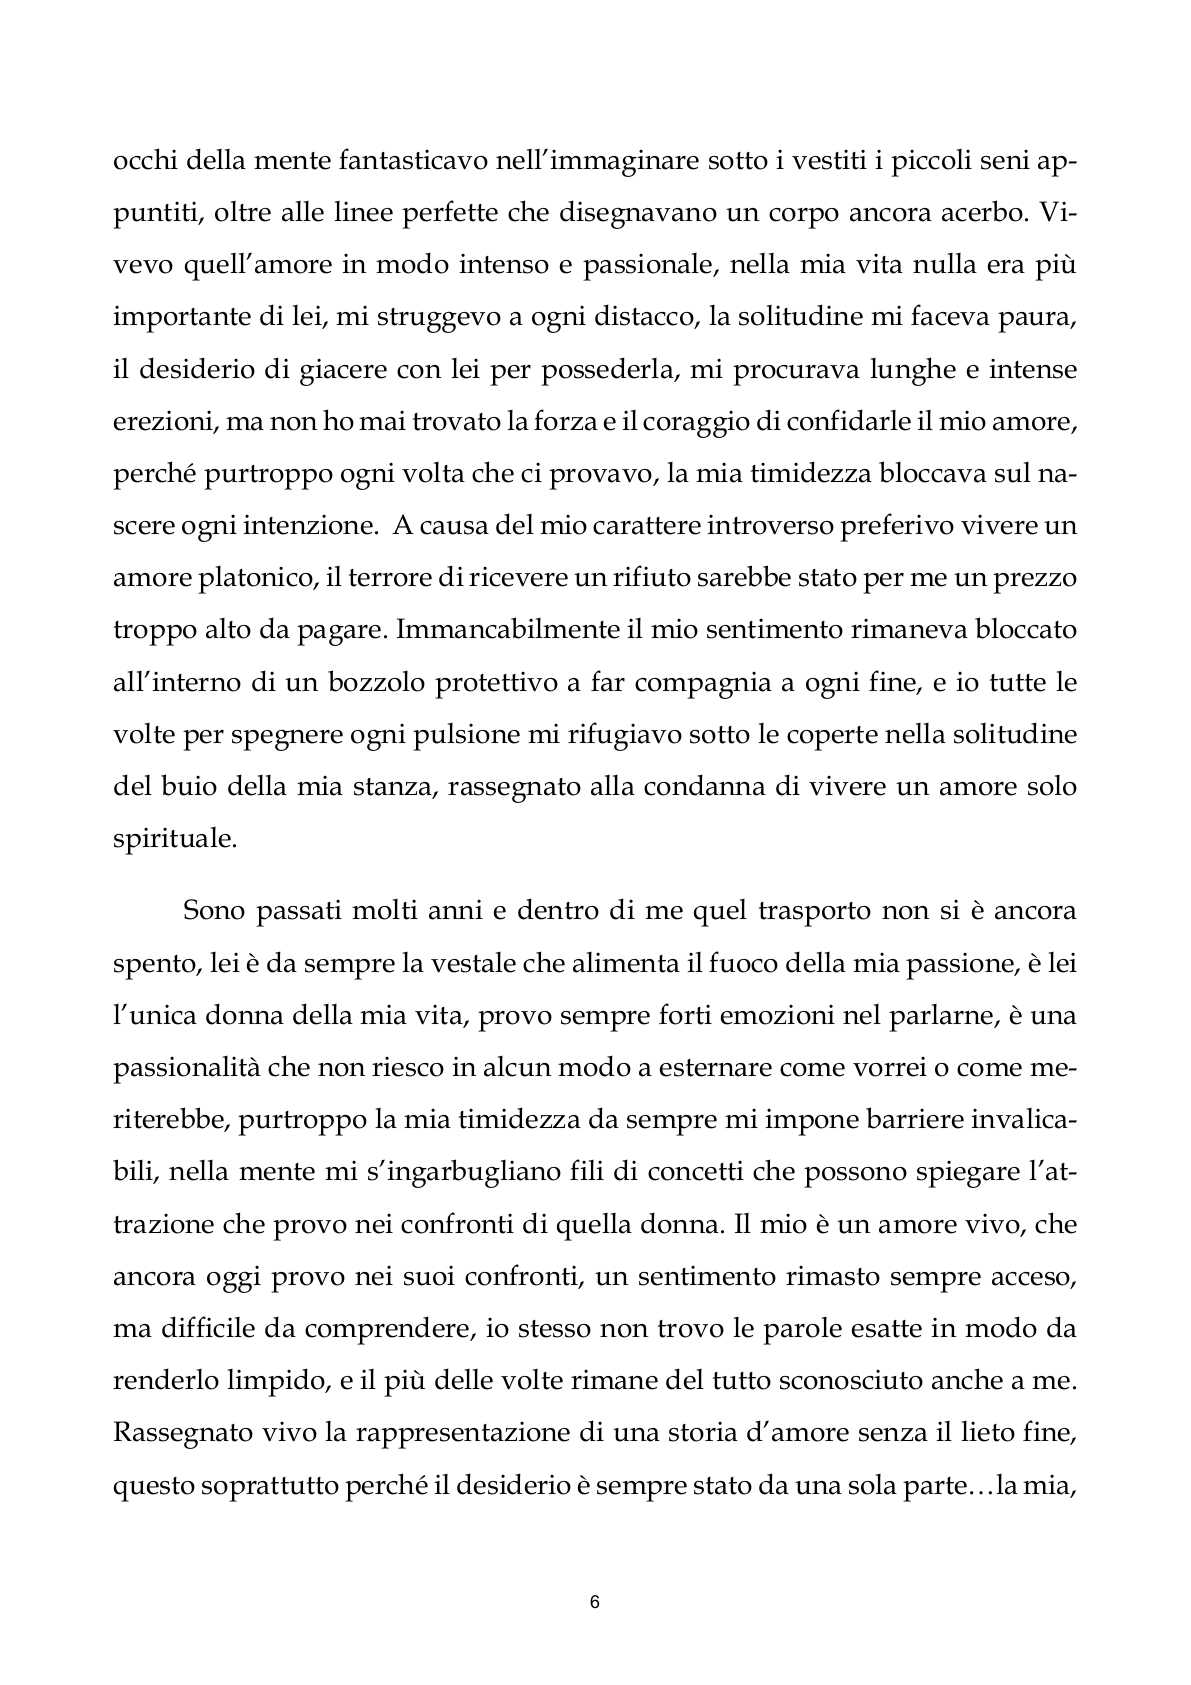 occhi della mente fantasticavo nell’immaginare sotto i vestiti i piccoli seni ap-
puntiti, oltre alle linee perfette che disegnavano un corpo ancora acerbo. Vi-
vevo quell’amore in modo intenso e passionale, nella mia vita nulla era più
importante di lei, mi struggevo a ogni distacco, la solitudine mi faceva paura,
il desiderio di giacere con lei per possederla, mi procurava lunghe e intense
erezioni, ma non ho mai trovato la forza e il coraggio di confidarle il mio amore,
perché purtroppo ogni volta che ci provavo, la mia timidezza bloccava sul na-
scere ogni intenzione.  A causa del mio carattere introverso preferivo vivere un
amore platonico, il terrore di ricevere un rifiuto sarebbe stato per me un prezzo
troppo alto da pagare. Immancabilmente il mio sentimento rimaneva bloccato
all’interno di un bozzolo protettivo a far compagnia a ogni fine, e io tutte le
volte per spegnere ogni pulsione mi rifugiavo sotto le coperte nella solitudine
del buio della mia stanza, rassegnato alla condanna di vivere un amore solo
spirituale.
Sono passati molti anni e dentro di me quel trasporto non si è ancora
spento, lei è da sempre la vestale che alimenta il fuoco della mia passione, è lei
l’unica donna della mia vita, provo sempre forti emozioni nel parlarne, è una
passionalità che non riesco in alcun modo a esternare come vorrei o come me-
riterebbe, purtroppo la mia timidezza da sempre mi impone barriere invalica-
bili, nella mente mi s’ingarbugliano fili di concetti che possono spiegare l’at-
trazione che provo nei confronti di quella donna. Il mio è un amore vivo, che
ancora oggi provo nei suoi confronti, un sentimento rimasto sempre acceso,
ma difficile da comprendere, io stesso non trovo le parole esatte in modo da
renderlo limpido, e il più delle volte rimane del tutto sconosciuto anche a me.
Rassegnato vivo la rappresentazione di una storia d’amore senza il lieto fine,
questo soprattutto perché il desiderio è sempre stato da una sola parte…la mia,
6